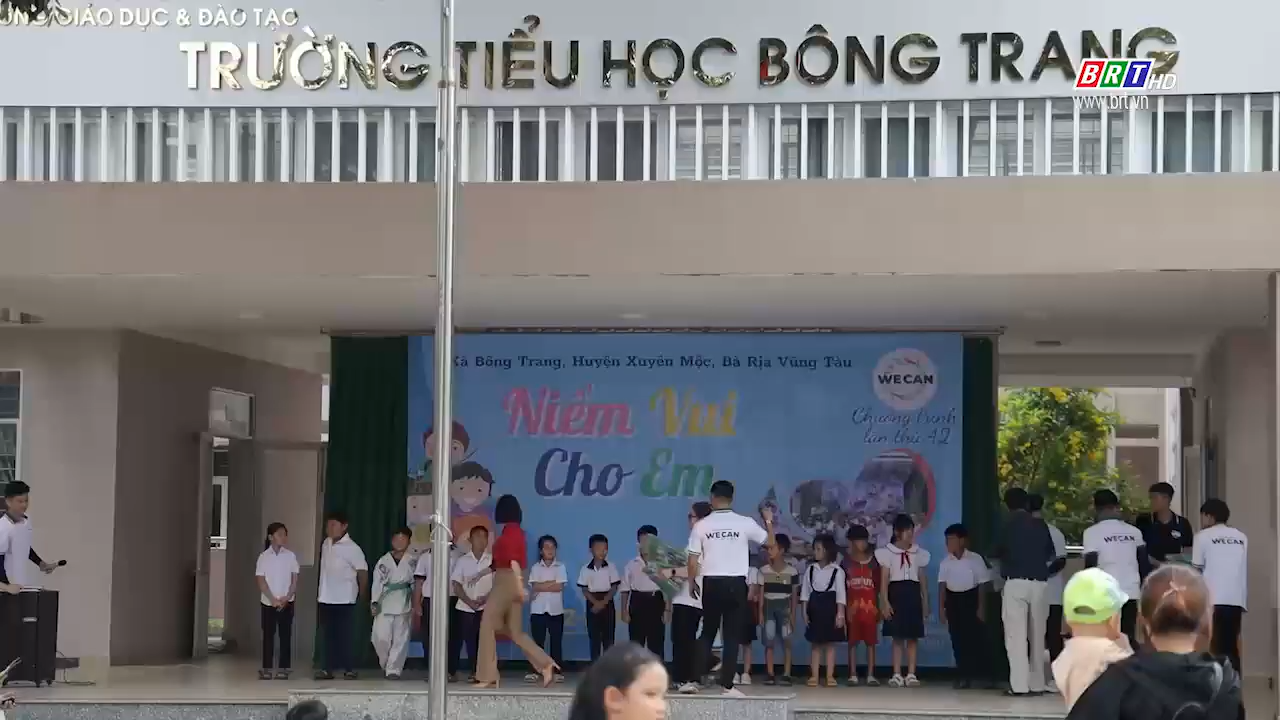 GIÁO DỤC & ĐÀO TẠO
TRƯỜNG TIỂU HỌC BÔNG TRANG
BRT HD
www.brt.vn
Xã Bông Trang, Huyện Xuyên Mộc, Bà Rịa Vũng Tàu
WECAN
Niềm Vui
Cho Em
Chương trình
lần thứ 42
WECAN
WECAN
WECAN